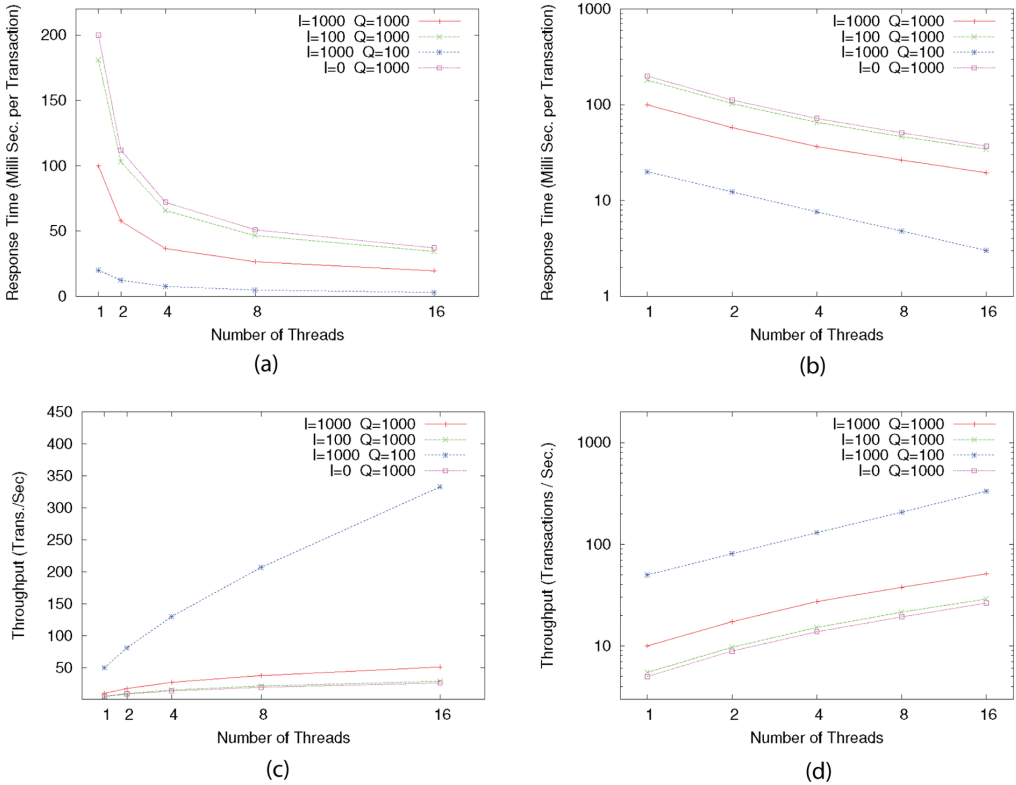 Response Time (Milli Sec. per Transaction)
200
150
100
50
0
I=1000 Q=1000
I=100 Q=1000
I=1000 Q=100
I=0 Q=1000
1 2 4 8 16
Number of Threads
(a)
Response Time (Milli Sec. per Transaction)
1000
100
10
1
I=1000 Q=1000
I=100 Q=1000
I=1000 Q=100
I=0 Q=1000
1 2 4 8 16
Number of Threads
(b)
Throughput (Trans./Sec)
450
400
350
300
250
200
150
100
50
I=1000 Q=1000
I=100 Q=1000
I=1000 Q=100
I=0 Q=1000
1 2 4 8 16
Number of Threads
(c)
Throughput (Transactions / Sec.)
1000
100
10
I=1000 Q=1000
I=100 Q=1000
I=1000 Q=100
I=0 Q=1000
1 2 4 8 16
Number of Threads
(d)